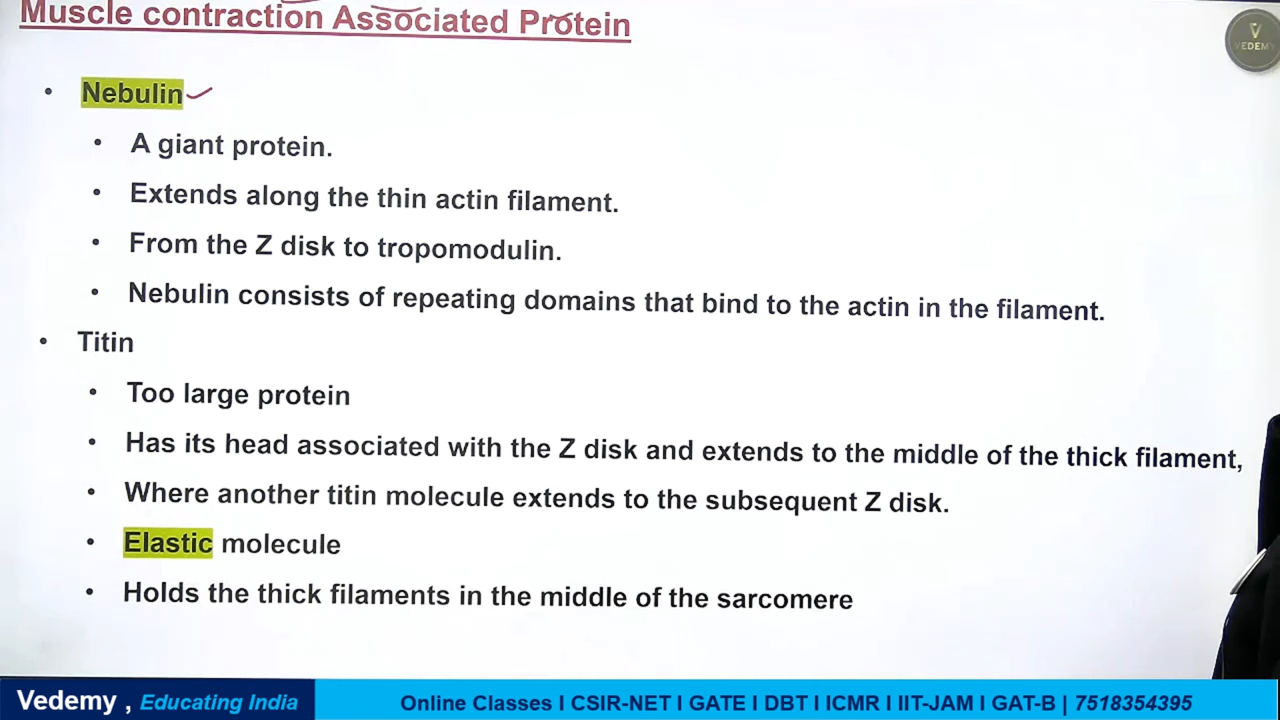 Muscle contraction Associated Protein
VEDEMY
• Nebulin
• A giant protein.
• Extends along the thin actin filament.
• From the Z disk to tropomodulin.
• Nebulin consists of repeating domains that bind to the actin in the filament.
• Titin
• Too large protein
• Has its head associated with the Z disk and extends to the middle of the thick filament,
• Where another titin molecule extends to the subsequent Z disk.
• Elastic molecule
• Holds the thick filaments in the middle of the sarcomere
Vedemy , Educating India
Online Classes I CSIR-NET I GATE I DBT I ICMR I IIT-JAM I GAT-B | 7518354395